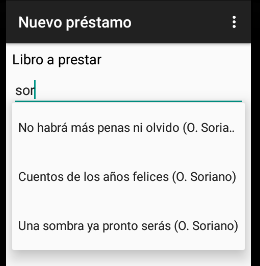 Nuevo préstamo
Libro a prestar
sor
No habrá más penas ni olvido (O. Soria..
Cuentos de los años felices (O. Soriano)
Una sombra ya pronto serás (O. Soriano)